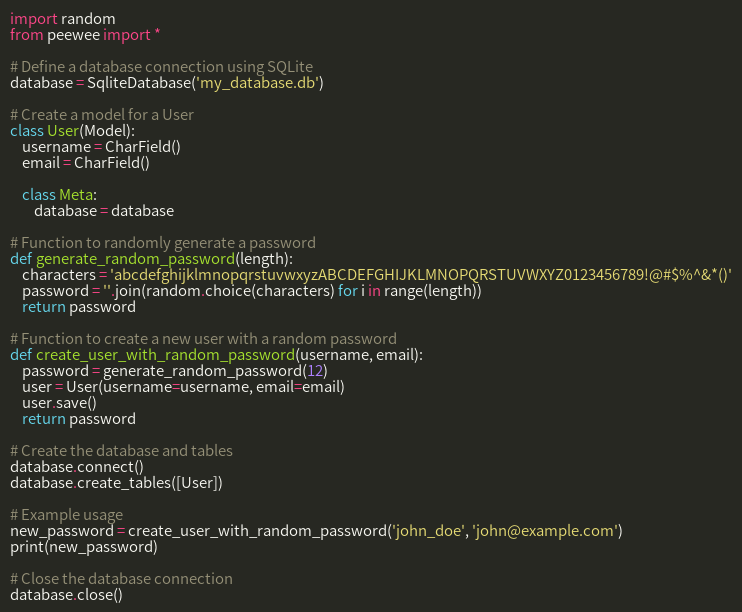 import random
from peewee import *

# Define a database connection using SQLite
database = SqliteDatabase('my_database.db')

# Create a model for a User
class User(Model):
    username = CharField()
    email = CharField()

    class Meta:
        database = database

# Function to randomly generate a password
def generate_random_password(length):
    characters = 'abcdefghijklmnopqrstuvwxyzABCDEFGHIJKLMNOPQRSTUVWXYZ0123456789!@#$%^&*()'
    password = ''.join(random.choice(characters) for i in range(length))
    return password

# Function to create a new user with a random password
def create_user_with_random_password(username, email):
    password = generate_random_password(12)
    user = User(username=username, email=email)
    user.save()
    return password

# Create the database and tables
database.connect()
database.create_tables([User])

# Example usage
new_password = create_user_with_random_password('john_doe', 'john@example.com')
print(new_password)

# Close the database connection
database.close()